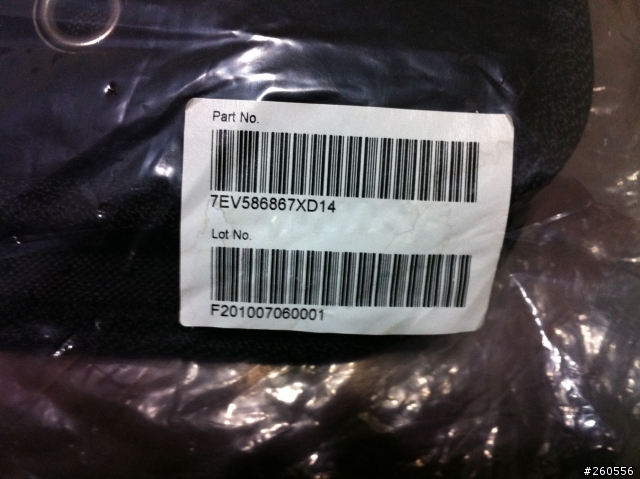 Part No.
7EV586867XD14
Lot No.
F201007060001
#260556